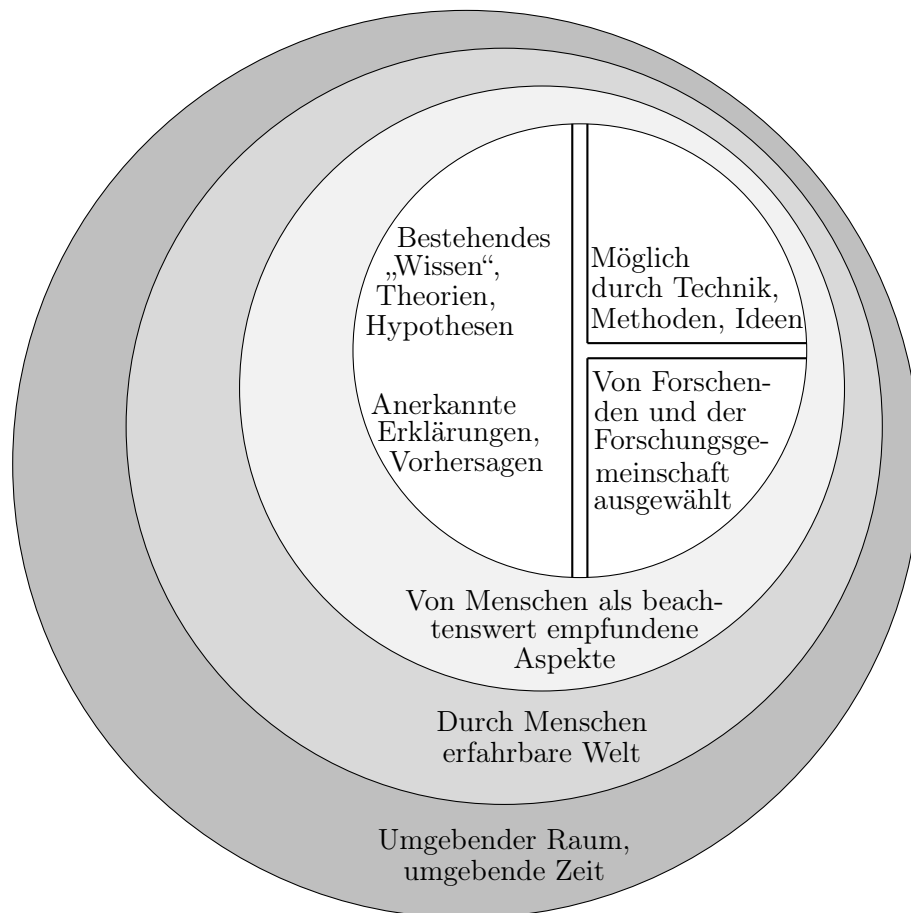 Bestehendes
„Wissen“,
Theorien,
Hypothesen
Anerkannte
Erklärungen,
Vorhersagen
Möglich
durch Technik,
Methoden, Ideen
Von Forschen-
den und der
Forschungsge-
meinschaft
ausgewählt
Von Menschen als beach-
tenswert empfundene
Aspekte
Durch Menschen
erfahrbare Welt
Umgebender Raum,
umgebende Zeit